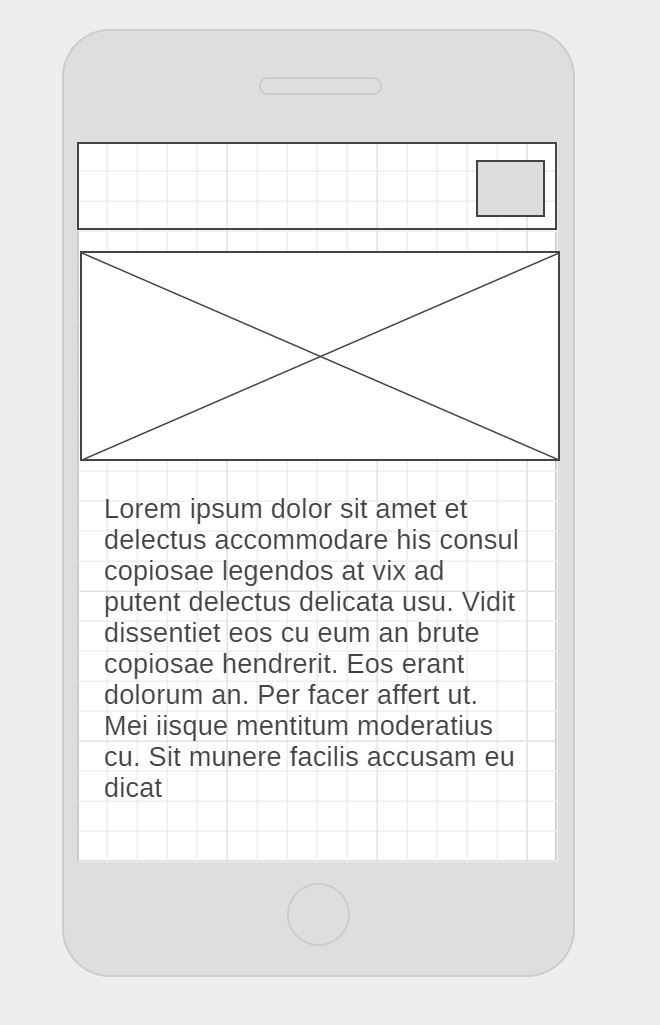 Lorem ipsum dolor sit amet et
delectus accommodare his consul
copiosae legendos at vix ad
putent delectus delicata usu. Vidit
dissentiet eos cu eum an brute
copiosae hendrerit. Eos erant
dolorum an. Per facer affert ut.
Mei iisque mentitum moderatius
cu. Sit munere facilis accusam eu
dicat